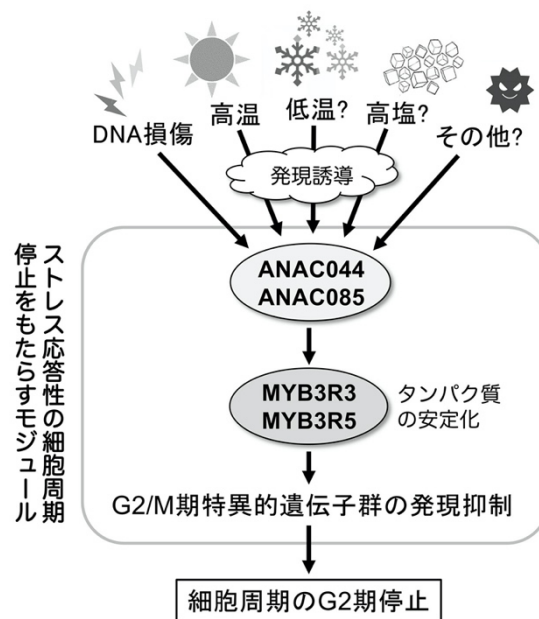 DNA損傷
高温
低温?
高塩?
その他?
発現誘導
ストレス応答性の細胞周期
停止をもたらすモジュール
ANAC044
ANAC085
MYB3R3
MYB3R5
タンパク質
の安定化
G2/M期特異的遺伝子群の発現抑制
細胞周期のG2期停止